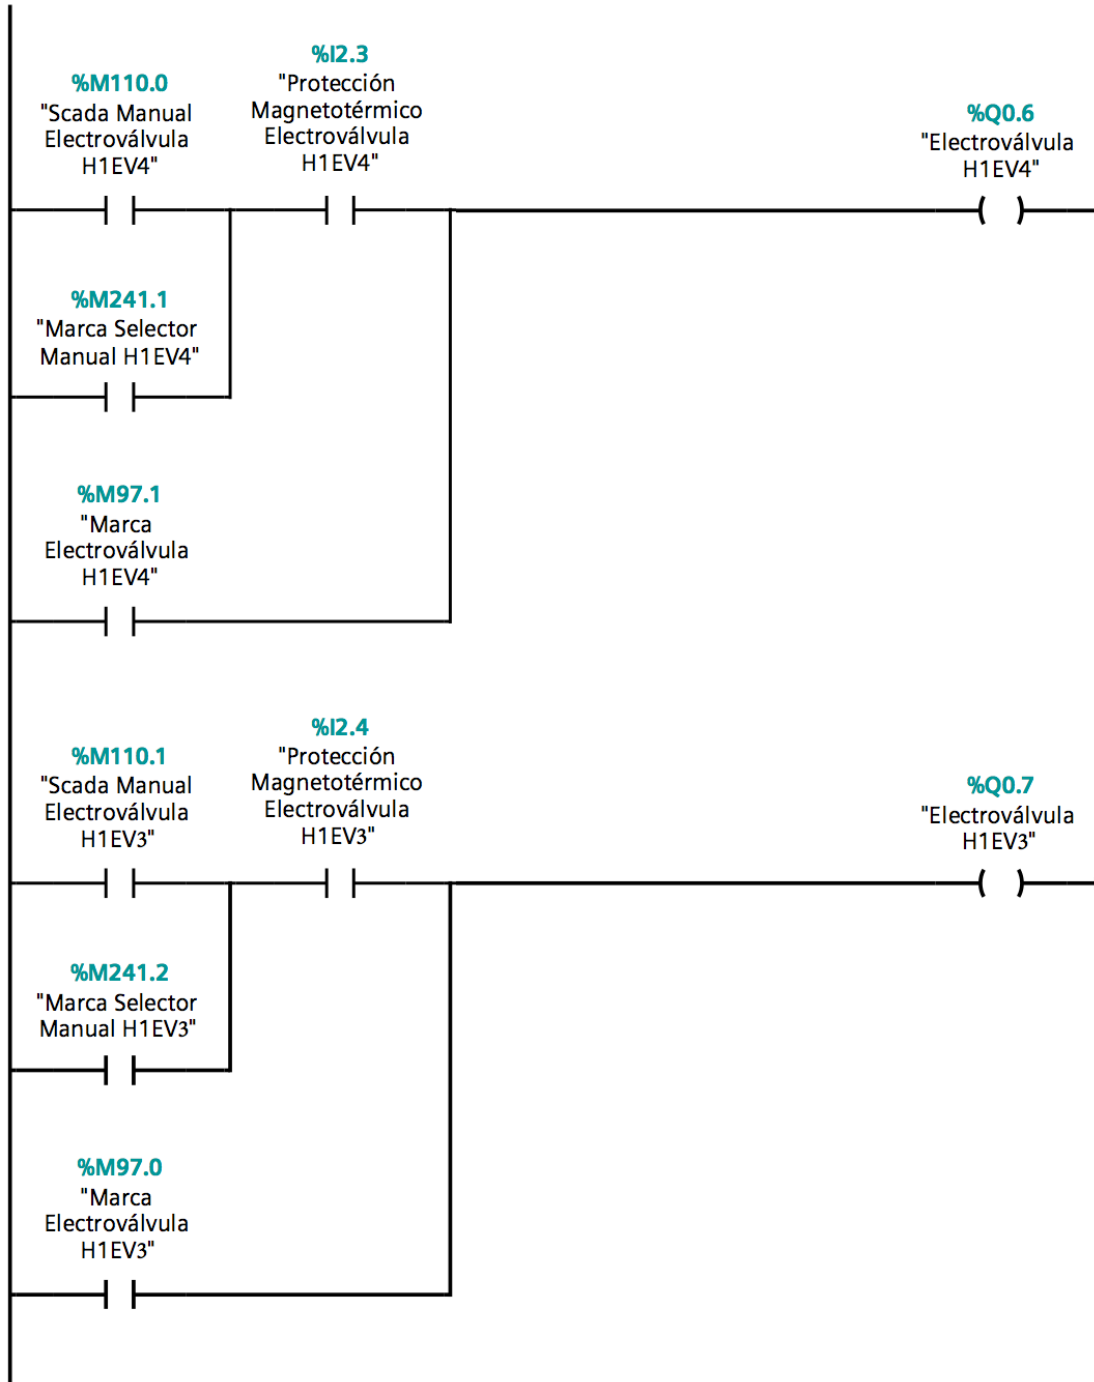 %M110.0
"Scada Manual
Electroválvula
H1EV4"
%I2.3
"Protección
Magnetotérmico
Electroválvula
H1EV4"
%Q0.6
"Electroválvula
H1EV4"
%M241.1
"Marca Selector
Manual H1EV4"
%M97.1
"Marca
Electroválvula
H1EV4"
%M110.1
"Scada Manual
Electroválvula
H1EV3"
%I2.4
"Protección
Magnetotérmico
Electroválvula
H1EV3"
%Q0.7
"Electroválvula
H1EV3"
%M241.2
"Marca Selector
Manual H1EV3"
%M97.0
"Marca
Electroválvula
H1EV3"